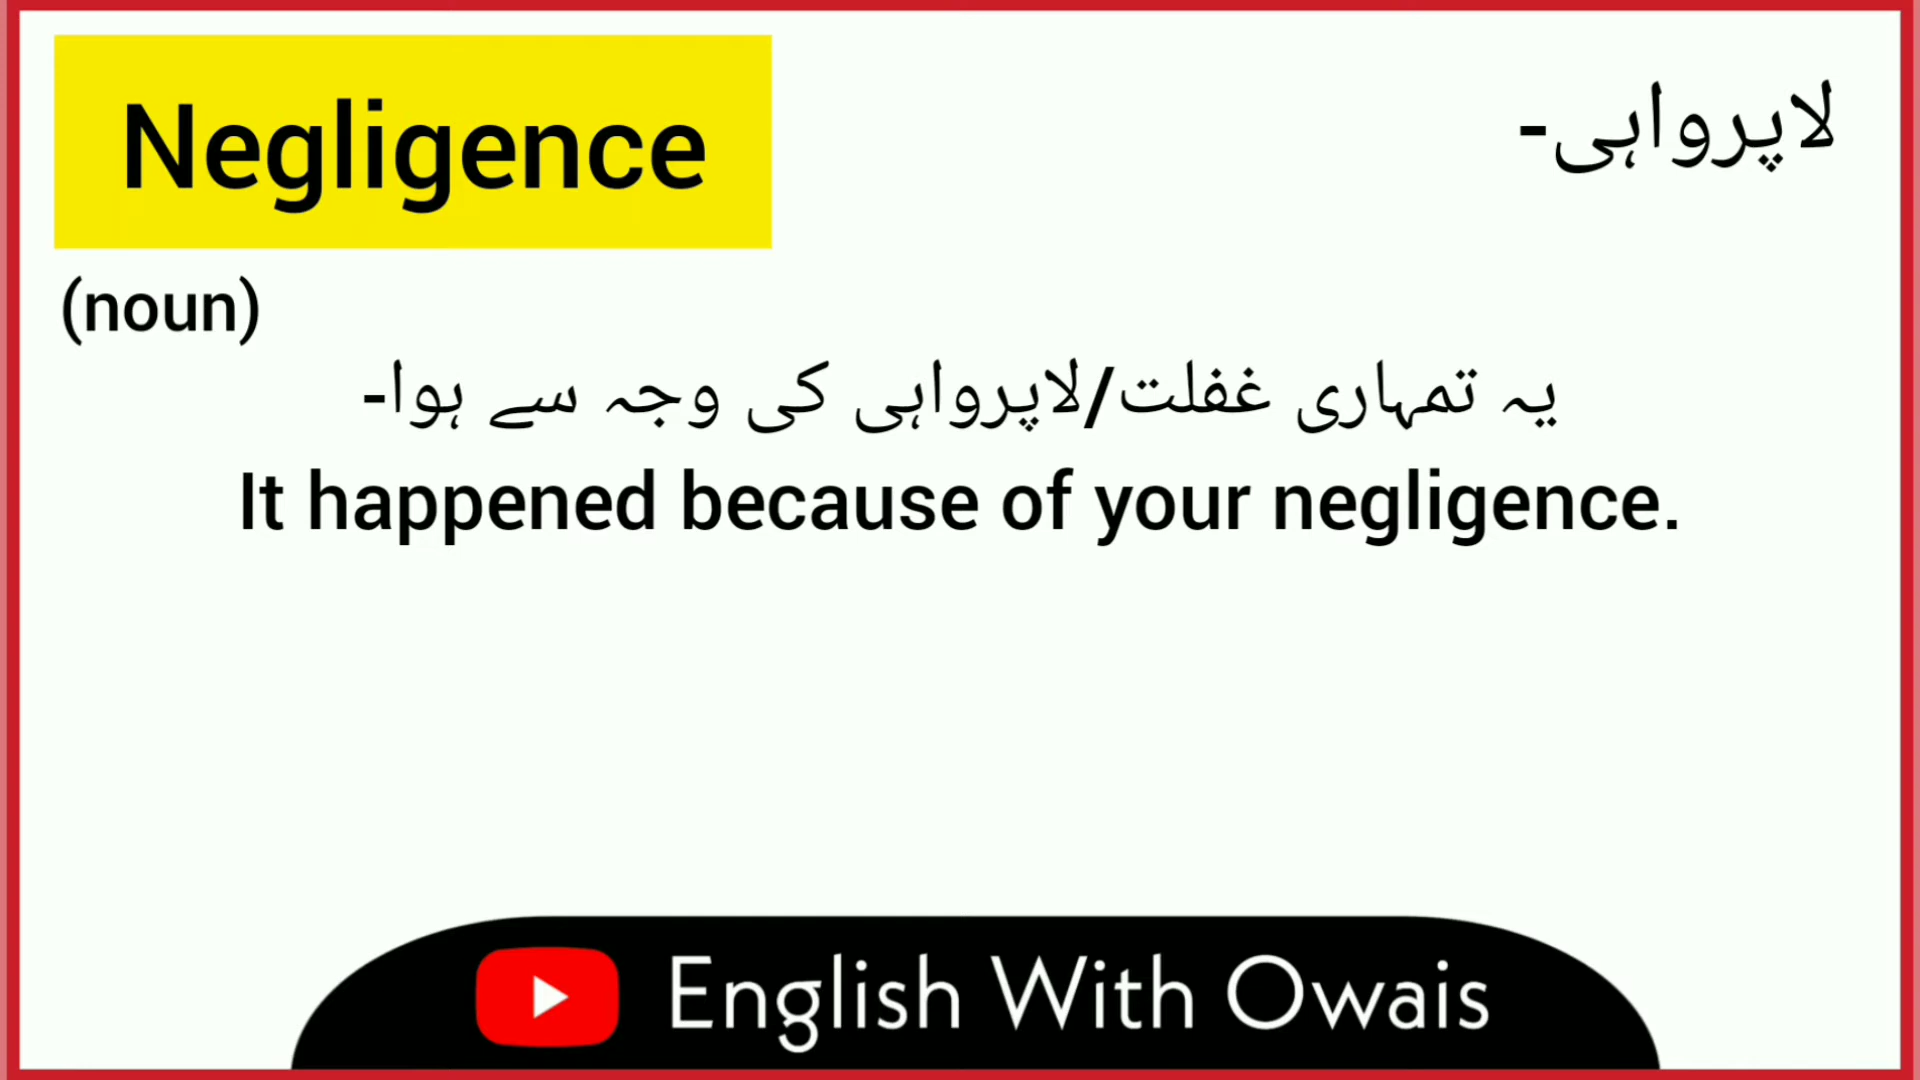 Negligence
لاپرواہی-
(noun)
یہ تمہاری غفلت/لاپرواہی کی وجہ سے ہوا-
It happened because of your negligence.
English With Owais